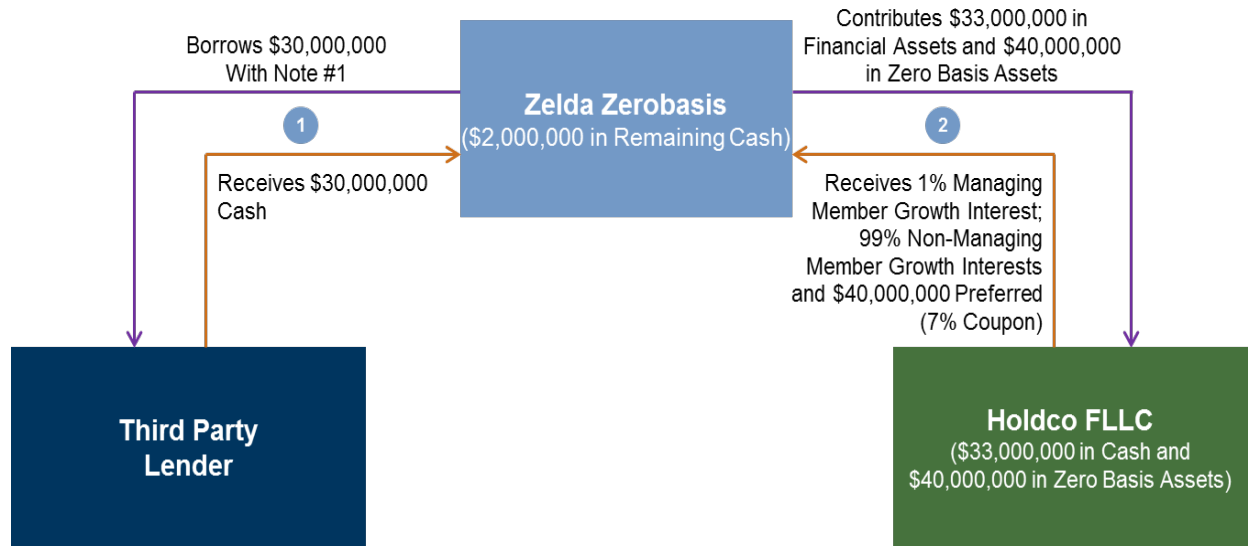 Borrows $30,000,000
With Note #1
1
Receives $30,000,000
Cash
Zelda Zerobasis
($2,000,000 in Remaining Cash)
Contributes $33,000,000 in
Financial Assets and $40,000,000
in Zero Basis Assets
2
Receives 1% Managing
Member Growth Interest;
99% Non-Managing
Member Growth Interests
and $40,000,000 Preferred
(7% Coupon)
Third Party
Lender
Holdco FLLC
($33,000,000 in Cash and
$40,000,000 in Zero Basis Assets)